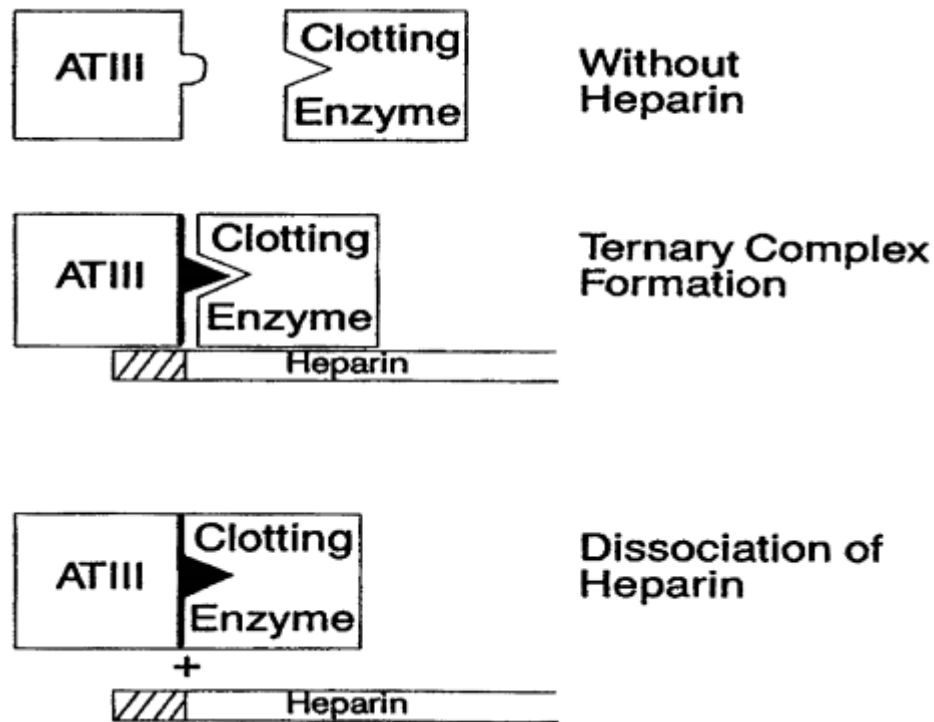 ATIII
Clotting
Enzyme
Without
Heparin
ATIII
Clotting
Enzyme
Heparin
Ternary Complex
Formation
ATIII
Clotting
Enzyme
+
Heparin
Dissociation of
Heparin